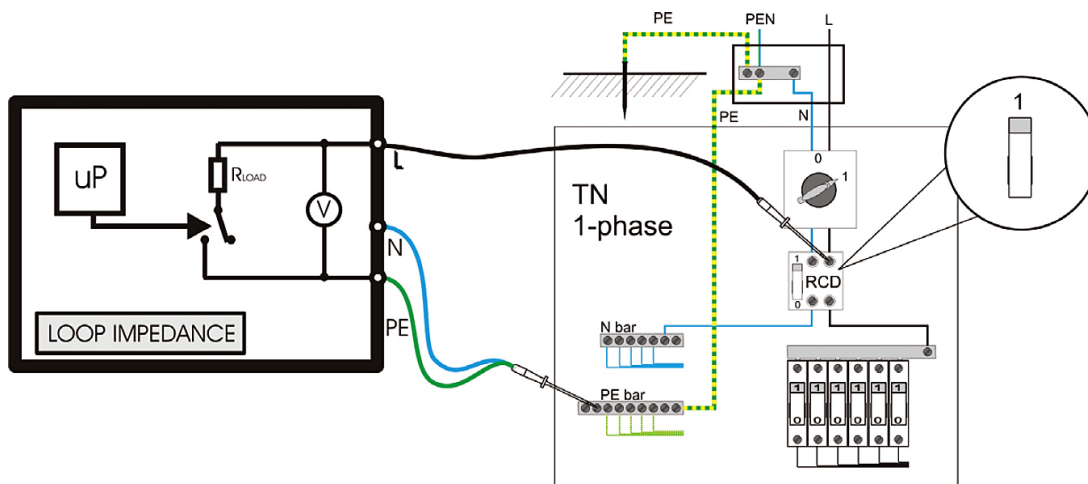 PE
PEN
L
PE
N
0
1
1
uP
RLOAD
V
L
N
PE
LOOP IMPEDANCE
TN
1-phase
1
RCD
0
N bar
PE bar
1
1
1
1
1
1
0
0
0
0
0
0